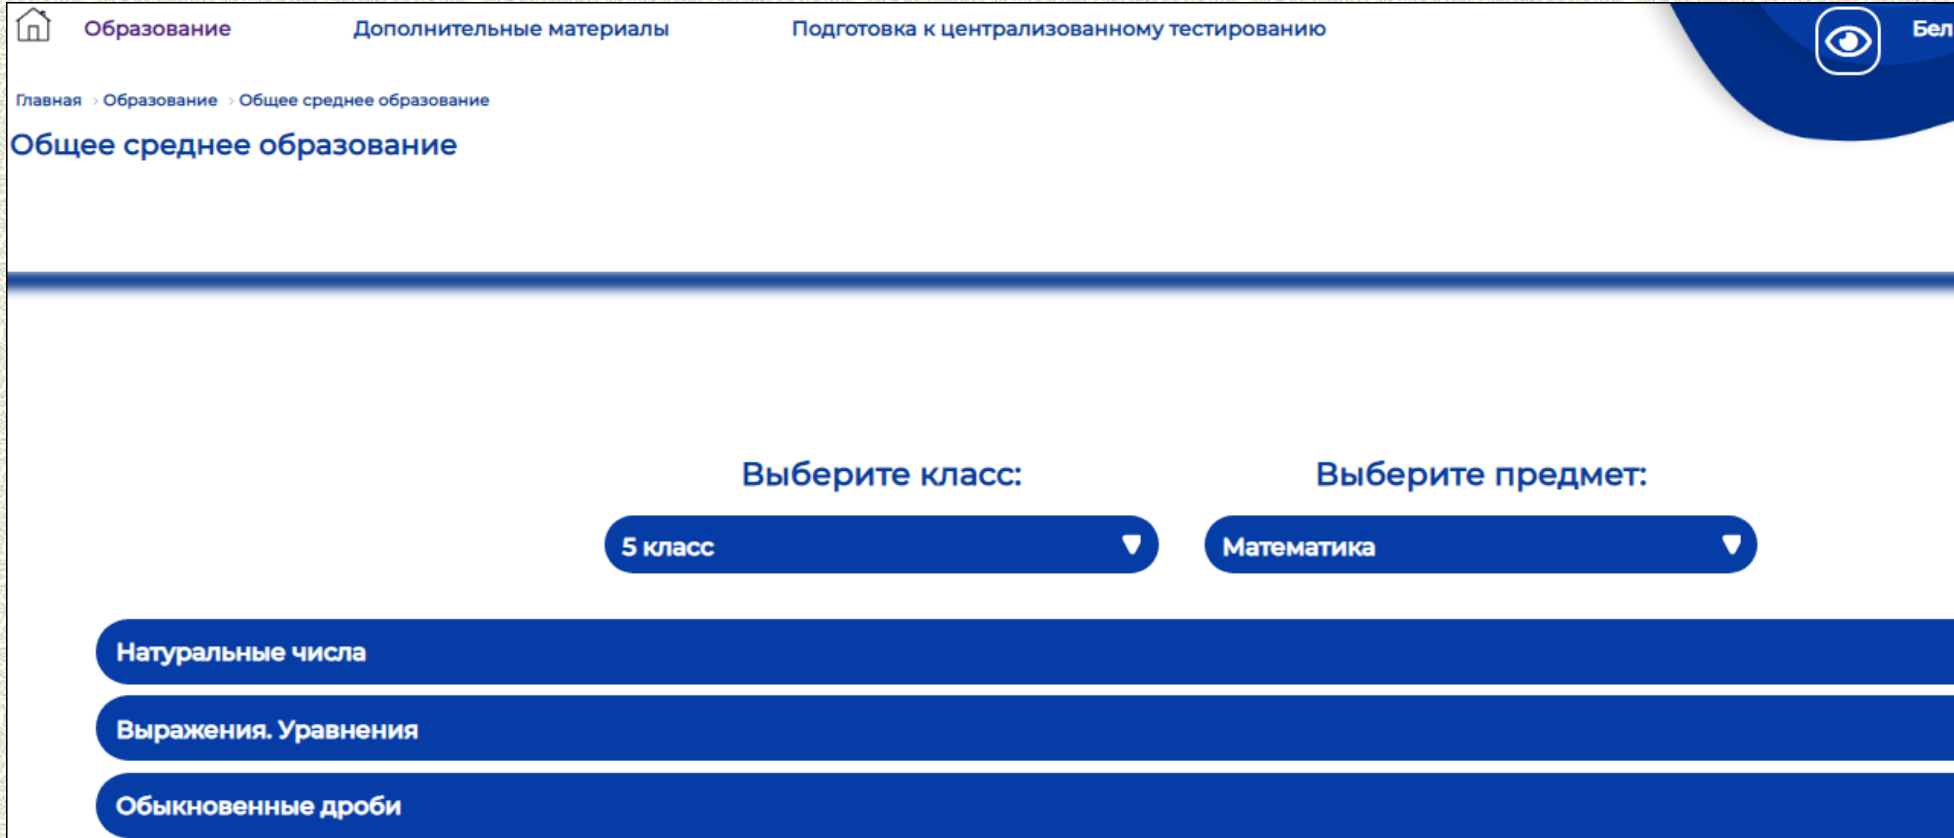 Образование Дополнительные материалы Подготовка к централизованному тестированию Бел
Главная › Образование › Общее среднее образование
Общее среднее образование
Выберите класс: Выберите предмет:
5 класс Математика
Натуральные числа
Выражения. Уравнения
Обыкновенные дроби